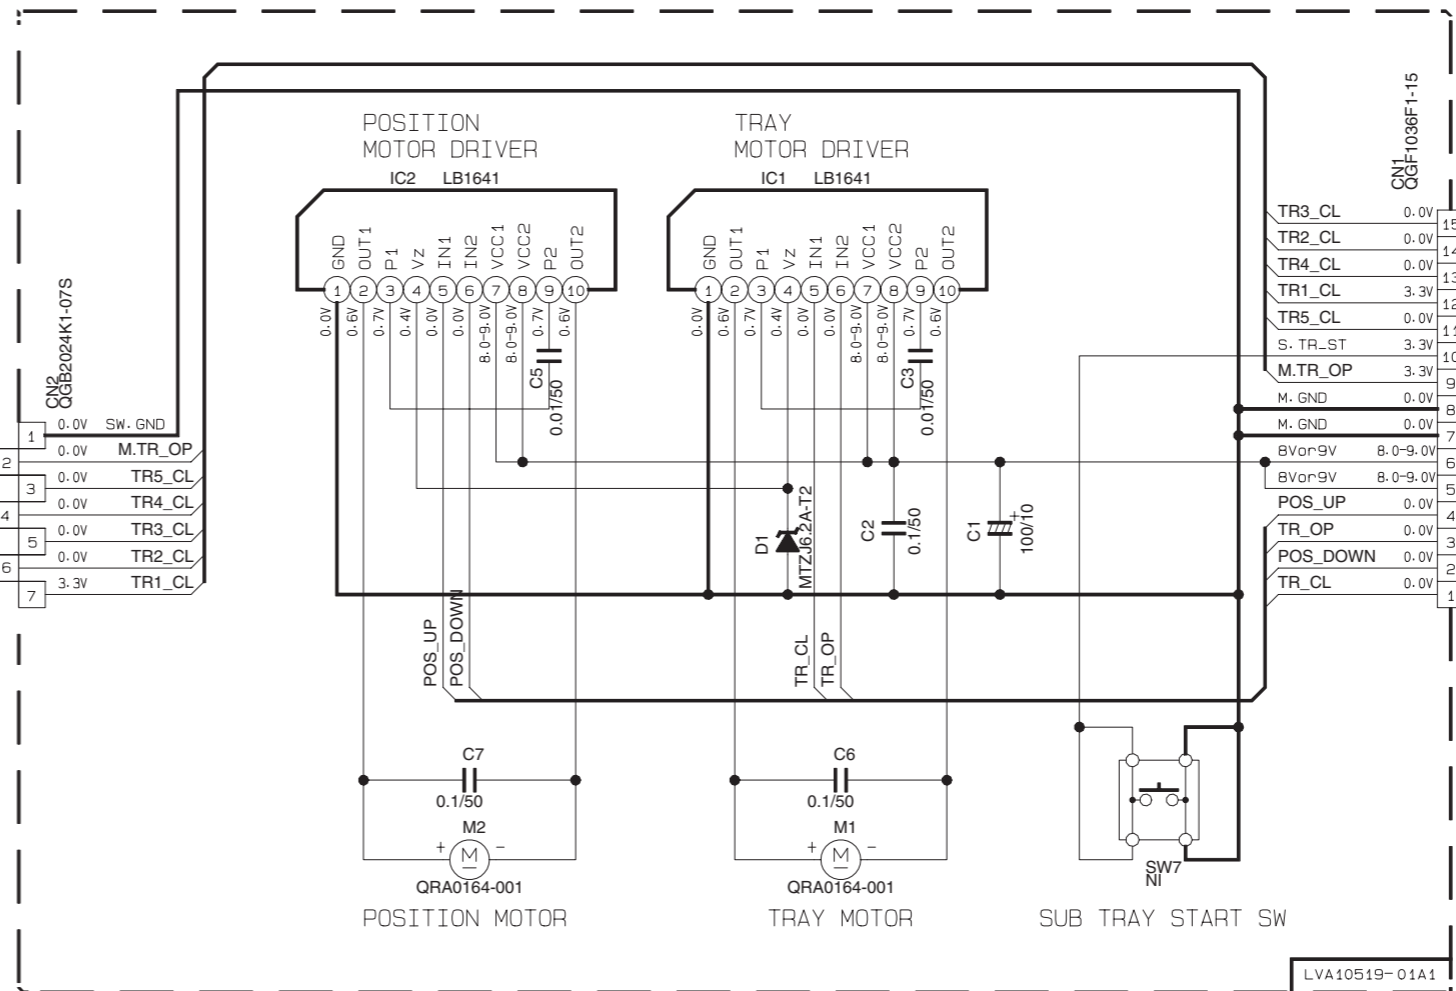 POSITION
MOTOR DRIVER
IC2 LB1641
GND
OUT1
P1
Vz
IN1
IN2
VCC1
VCC2
P2
OUT2
1 2 3 4 5 6 7 8 9 10
0.0V
0.6V
0.7V
0.4V
0.0V
0.0V
8.0-9.0V
8.0-9.0V
0.7V
0.6V
C5
0.01/50
TRAY
MOTOR DRIVER
IC1 LB1641
GND
OUT1
P1
Vz
IN1
IN2
VCC1
VCC2
P2
OUT2
1 2 3 4 5 6 7 8 9 10
0.0V
0.6V
0.7V
0.4V
0.0V
0.0V
8.0-9.0V
8.0-9.0V
0.7V
0.6V
C3
0.01/50
CN2
QGB2024K1-07S
1 0.0V SW.GND
2 0.0V M.TR_OP
3 0.0V TR5_CL
4 0.0V TR4_CL
5 0.0V TR3_CL
6 0.0V TR2_CL
7 3.3V TR1_CL
CN1
QGF1036F1-15
TR3_CL 0.0V 15
TR2_CL 0.0V 14
TR4_CL 0.0V 13
TR1_CL 3.3V 12
TR5_CL 0.0V 11
S.TR_ST 3.3V 10
M.TR_OP 3.3V 9
M.GND 0.0V 8
M.GND 0.0V 7
8Vor9V 8.0-9.0V 6
8Vor9V 8.0-9.0V 5
POS_UP 0.0V 4
TR_OP 0.0V 3
POS_DOWN 0.0V 2
TR_CL 0.0V 1
D1
MTZJ6.2A-T2
C2
0.1/50
C1
+
100/10
POS_UP
POS_DOWN
TR_CL
TR_OP
C7
0.1/50
M2
+ M −
QRA0164-001
POSITION MOTOR
C6
0.1/50
M1
+ M −
QRA0164-001
TRAY MOTOR
SW7
NI
SUB TRAY START SW
LVA10519-01A1